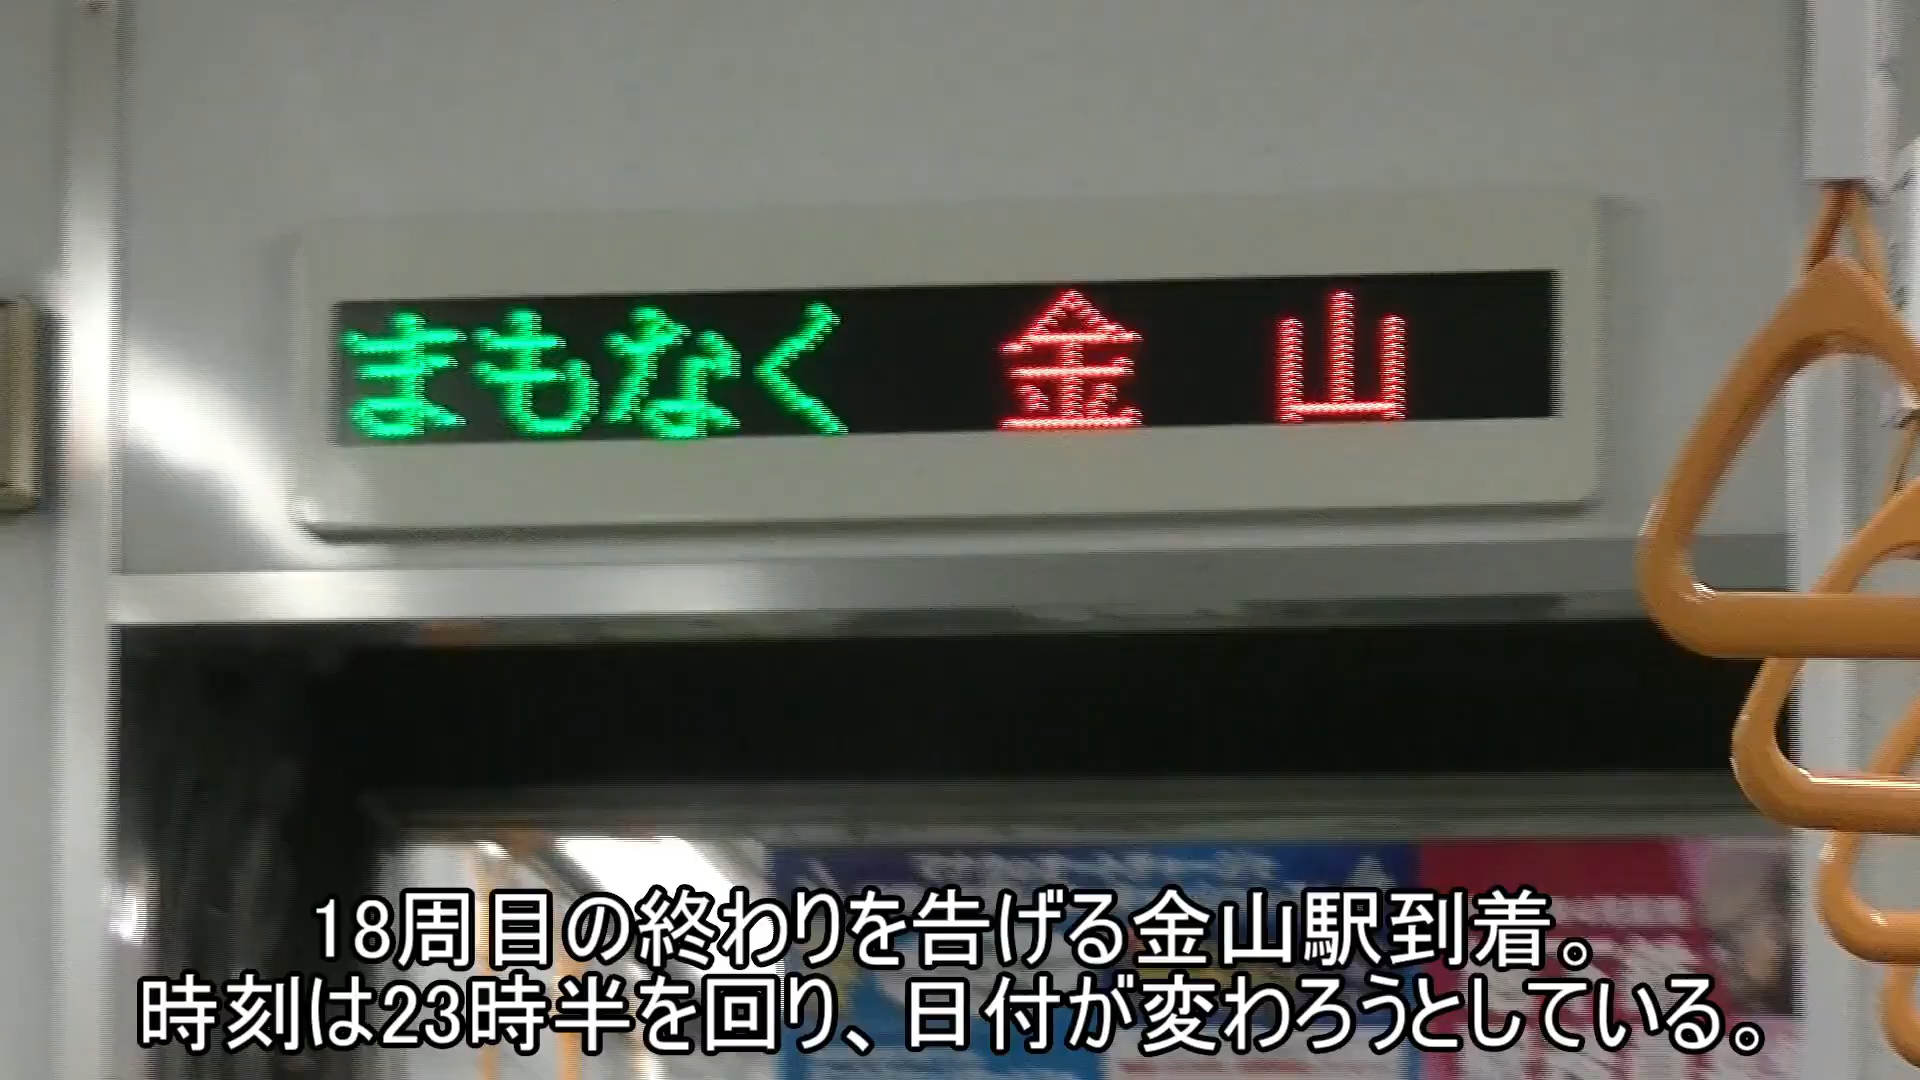 まもなく 金山
18周目の終わりを告げる金山駅到着。
時刻は23時半を回り、日付が変わろうとしている。